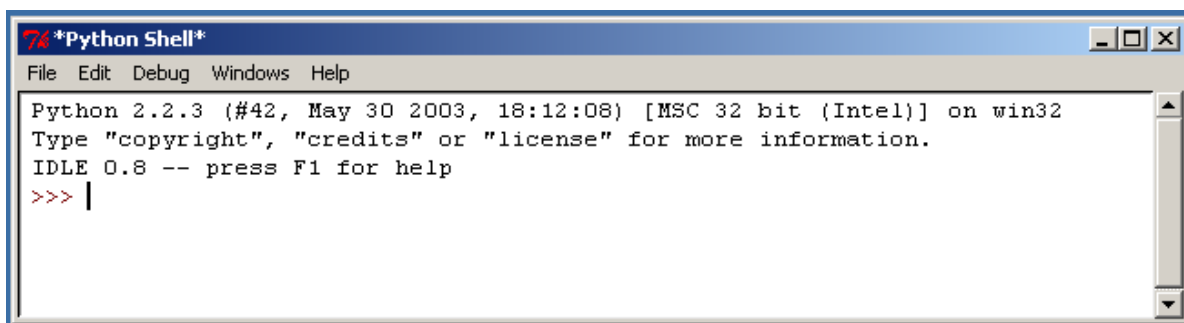 *Python Shell*
File Edit Debug Windows Help
Python 2.2.3 (#42, May 30 2003, 18:12:08) [MSC 32 bit (Intel)] on win32
Type "copyright", "credits" or "license" for more information.
IDLE 0.8 -- press F1 for help
>>>